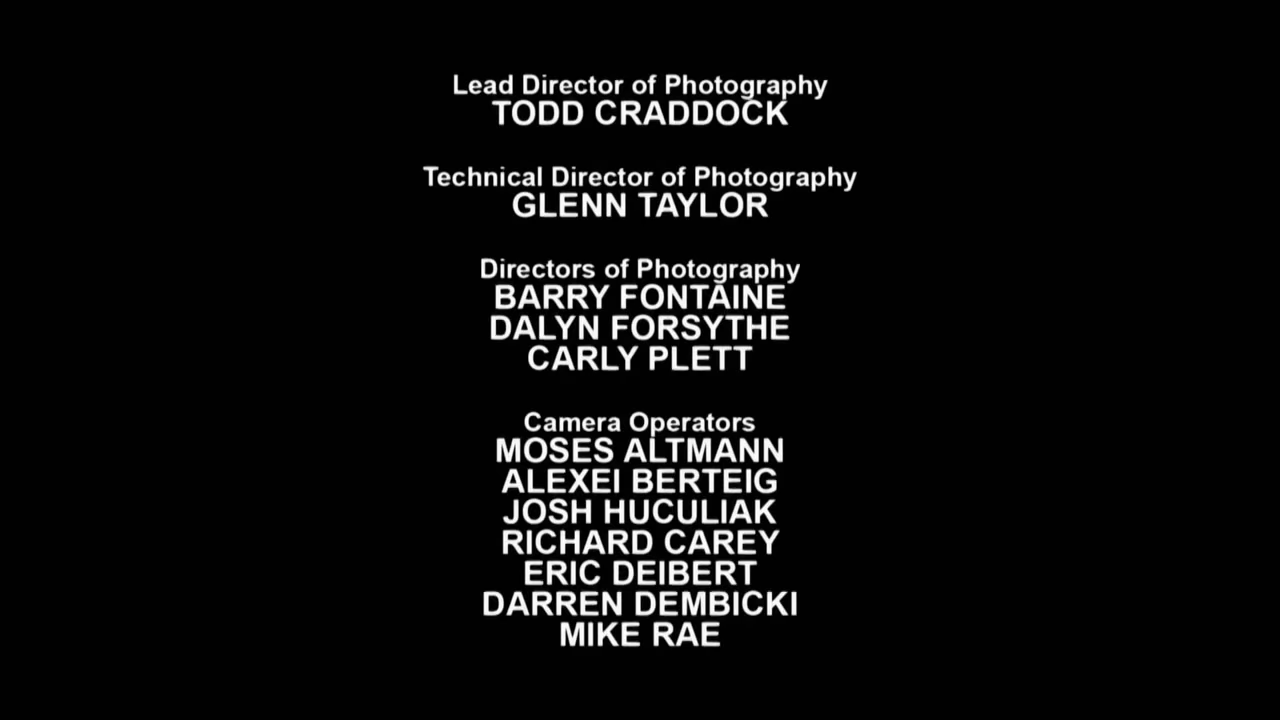 Lead Director of Photography
TODD CRADDOCK
Technical Director of Photography
GLENN TAYLOR
Directors of Photography
BARRY FONTAINE
DALYN FORSYTHE
CARLY PLETT
Camera Operators
MOSES ALTMANN
ALEXEI BERTEIG
JOSH HUCULIAK
RICHARD CAREY
ERIC DEIBERT
DARREN DEMBICKI
MIKE RAE